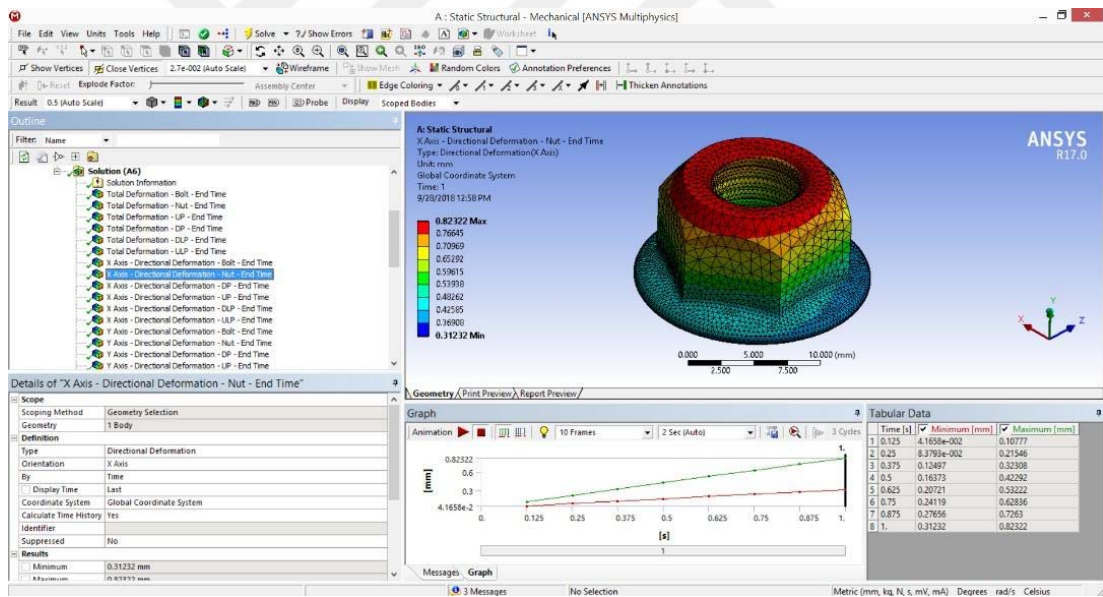 A : Static Structural - Mechanical [ANSYS Multiphysics]
File Edit View Units Tools Help Solve ?/ Show Errors Worksheet
Show Vertices Close Vertices 2.7e-002 (Auto Scale) Wireframe Show Mesh Random Colors Annotation Preferences
Reset Explode Factor: Assembly Center Edge Coloring Thicken Annotations
Result 0.5 (Auto Scale) Probe Display Scoped Bodies
Outline
Filter: Name
Solution (A6)
Solution Information
Total Deformation - Bolt - End Time
Total Deformation - Nut - End Time
Total Deformation - UP - End Time
Total Deformation - DP - End Time
Total Deformation - DLP - End Time
Total Deformation - ULP - End Time
X Axis - Directional Deformation - Bolt - End Time
X Axis - Directional Deformation - Nut - End Time
X Axis - Directional Deformation - DP - End Time
X Axis - Directional Deformation - UP - End Time
X Axis - Directional Deformation - DLP - End Time
X Axis - Directional Deformation - ULP - End Time
Y Axis - Directional Deformation - Bolt - End Time
Y Axis - Directional Deformation - Nut - End Time
Y Axis - Directional Deformation - DP - End Time
Y Axis - Directional Deformation - UP - End Time
Details of "X Axis - Directional Deformation - Nut - End Time"
Scope
Scoping Method Geometry Selection
Geometry 1 Body
Definition
Type Directional Deformation
Orientation X Axis
By Time
Display Time Last
Coordinate System Global Coordinate System
Calculate Time History Yes
Identifier
Suppressed No
Results
Minimum 0.31232 mm
Maximum 0.82322 mm
A: Static Structural
X Axis - Directional Deformation - Nut - End Time
Type: Directional Deformation(X Axis)
Unit: mm
Global Coordinate System
Time: 1
9/28/2018 12:58 PM
0.82322 Max
0.76645
0.70969
0.65292
0.59615
0.53938
0.48262
0.42585
0.36908
0.31232 Min
ANSYS
R17.0
Y
X Z
0.000 5.000 10.000 (mm)
2.500 7.500
Geometry Print Preview Report Preview
Graph
Animation 10 Frames 2 Sec (Auto) 3 Cycles
1.
0.82322
0.6
0.3
4.1658e-2
[mm]
0. 0.125 0.25 0.375 0.5 0.625 0.75 0.875 1.
[s]
1
Messages Graph
Tabular Data
Time [s] Minimum [mm] Maximum [mm]
1 0.125 4.1658e-002 0.10777
2 0.25 8.3793e-002 0.21546
3 0.375 0.12497 0.32308
4 0.5 0.16373 0.42292
5 0.625 0.20721 0.53222
6 0.75 0.24119 0.62836
7 0.875 0.27656 0.7263
8 1. 0.31232 0.82322
3 Messages No Selection Metric (mm, kg, N, s, mV, mA) Degrees rad/s Celsius